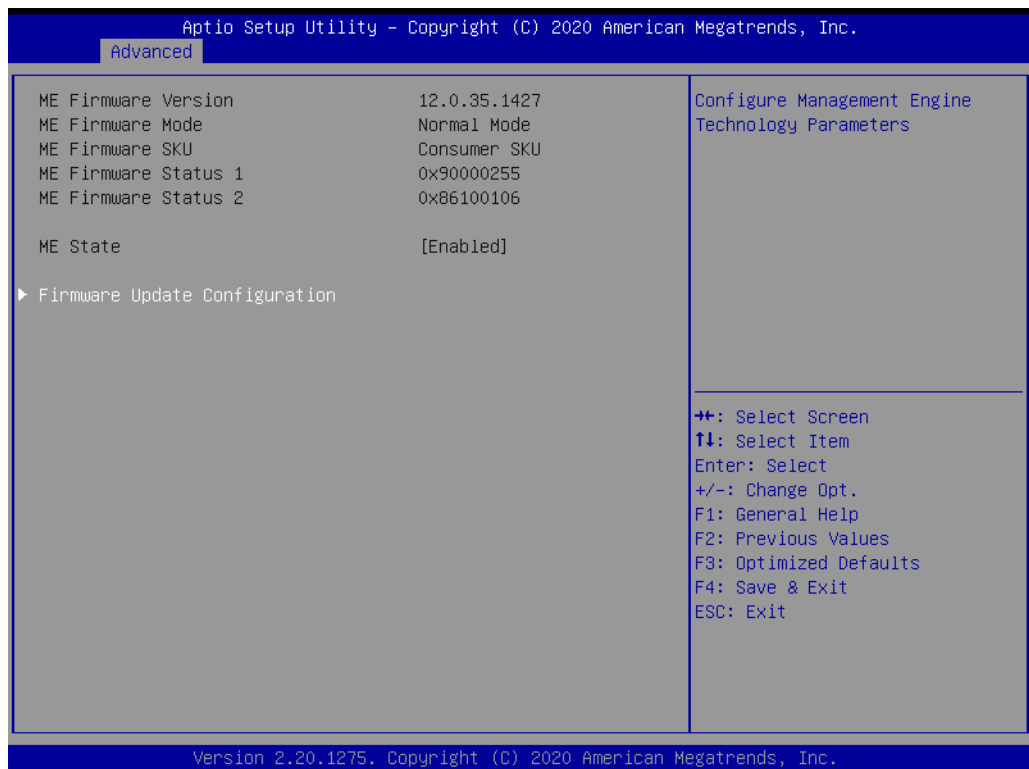 Aptio Setup Utility – Copyright (C) 2020 American Megatrends, Inc.
Advanced
ME Firmware Version 12.0.35.1427
ME Firmware Mode Normal Mode
ME Firmware SKU Consumer SKU
ME Firmware Status 1 0x90000255
ME Firmware Status 2 0x86100106
ME State [Enabled]
Firmware Update Configuration
Configure Management Engine
Technology Parameters
→←: Select Screen
↑↓: Select Item
Enter: Select
+/-: Change Opt.
F1: General Help
F2: Previous Values
F3: Optimized Defaults
F4: Save & Exit
ESC: Exit
Version 2.20.1275. Copyright (C) 2020 American Megatrends, Inc.